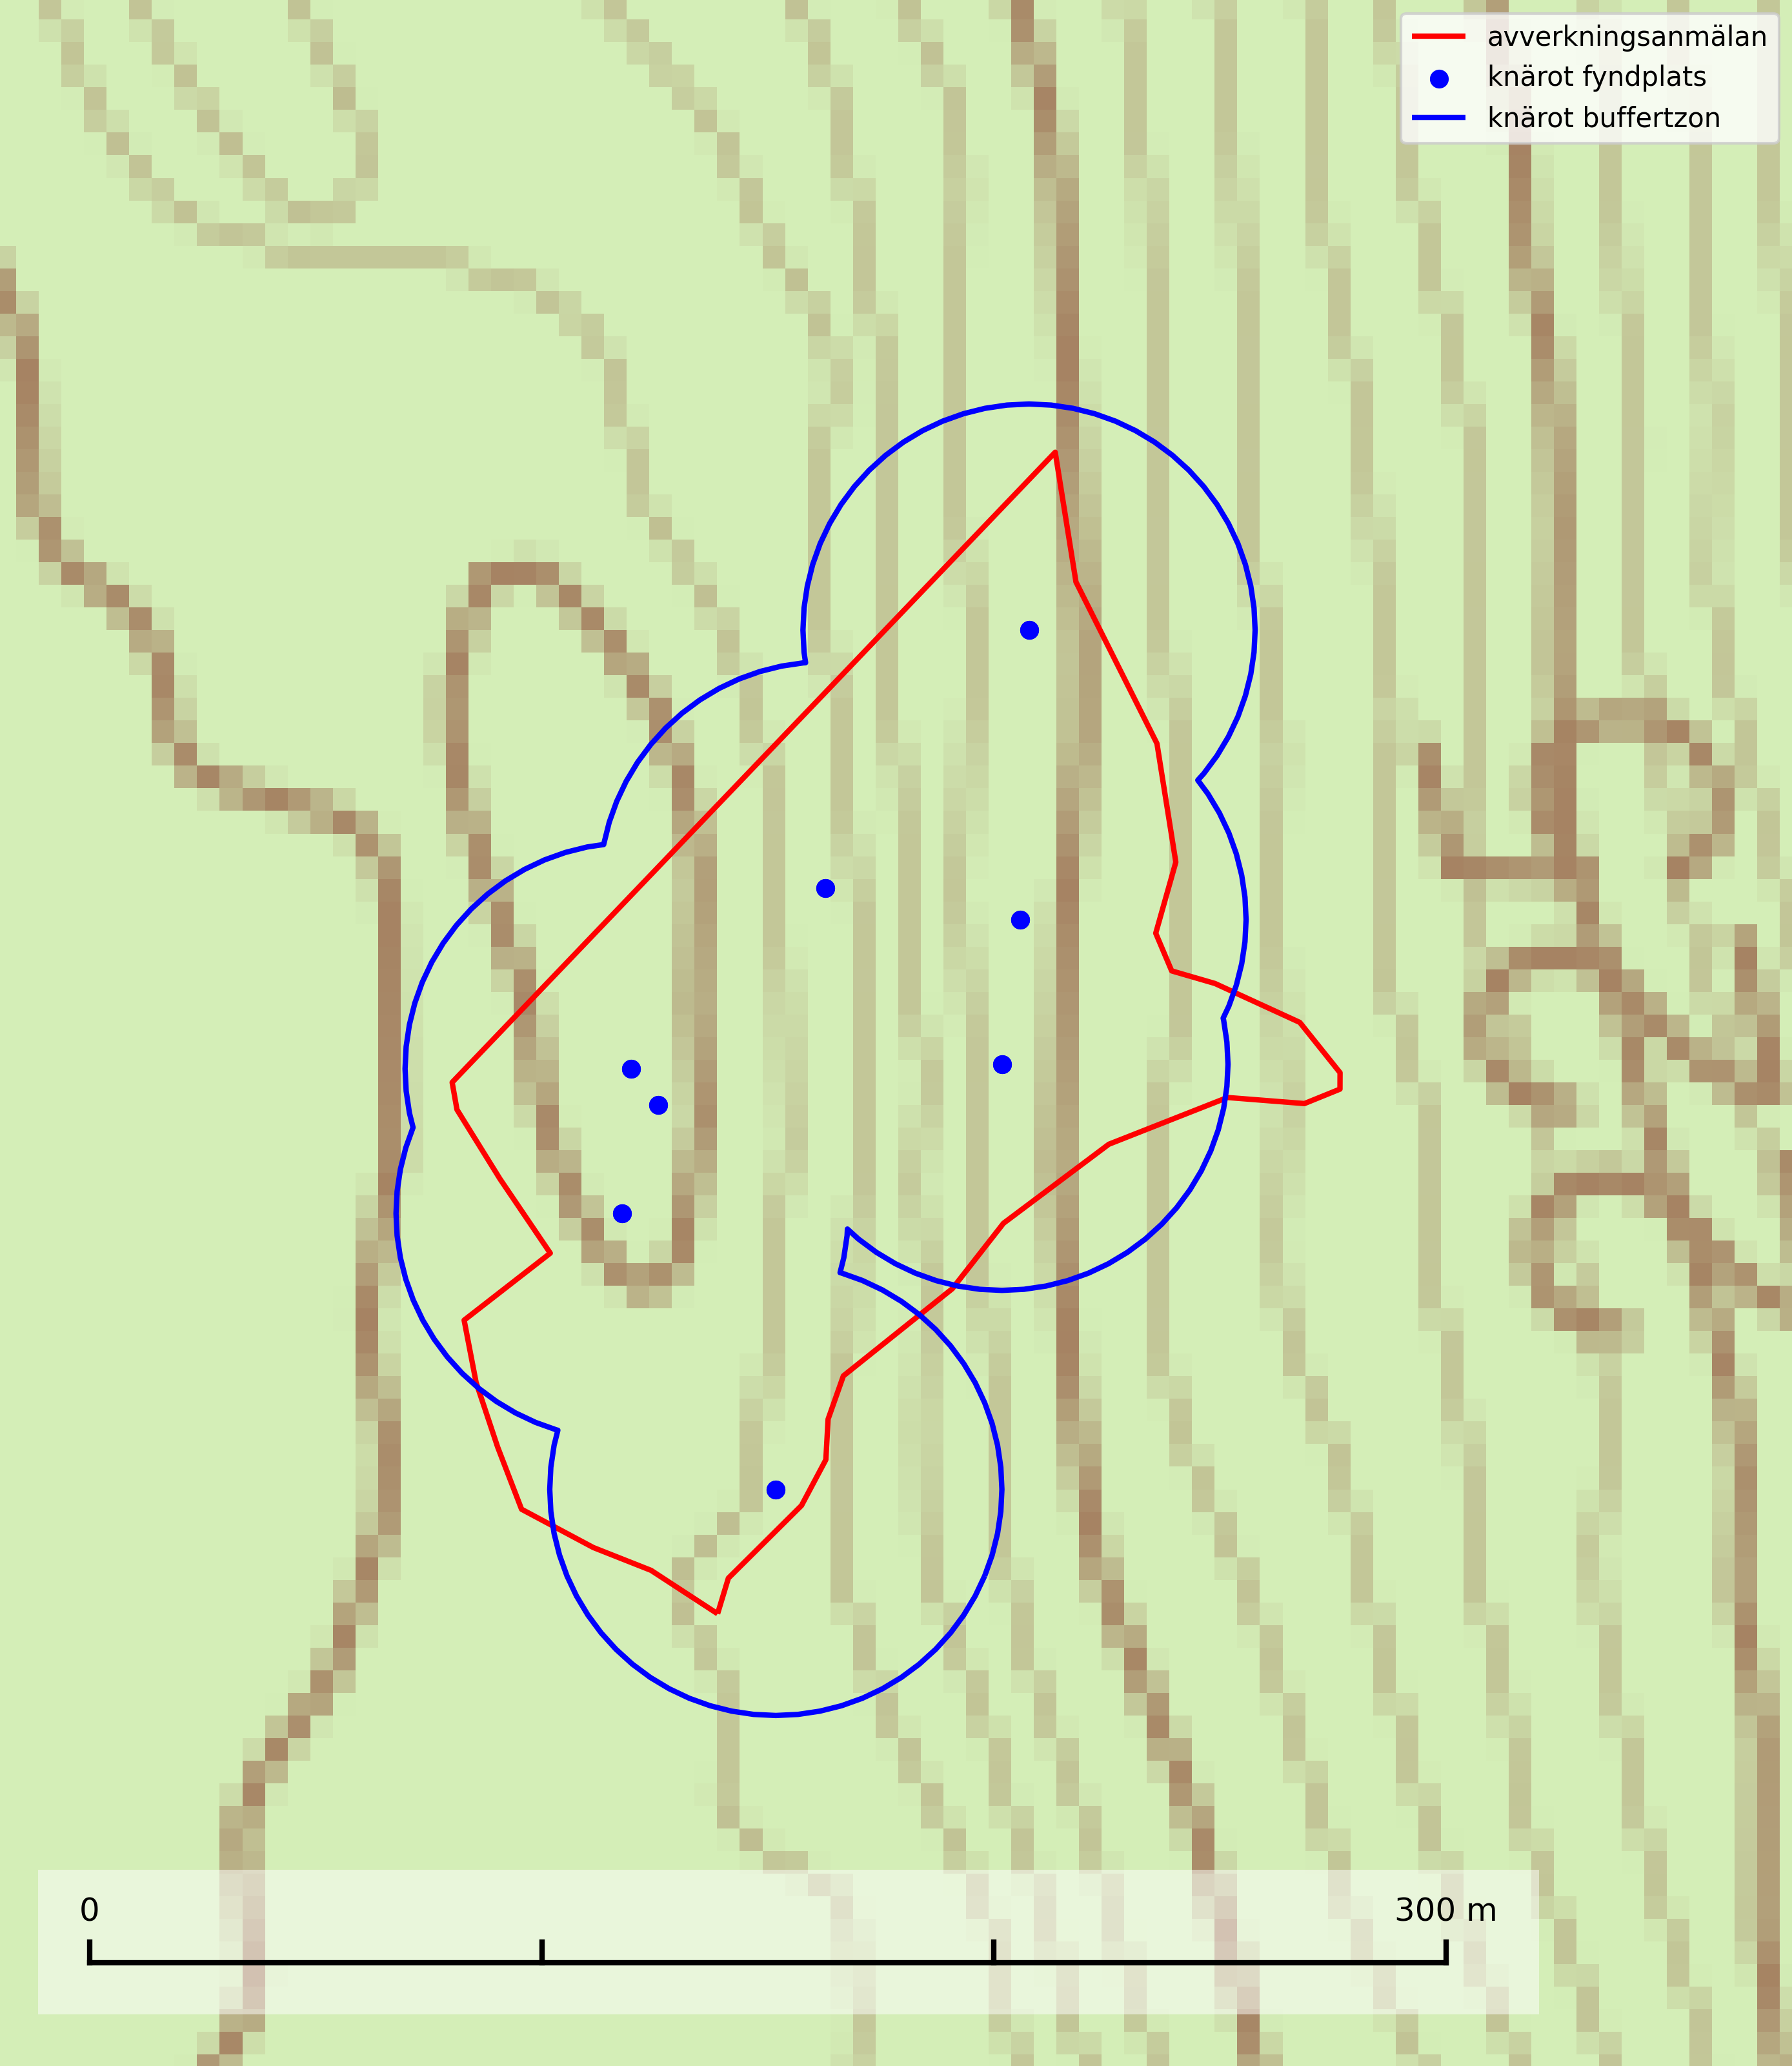 avverkningsanmälan
knärot fyndplats
knärot buffertzon
0
300 m